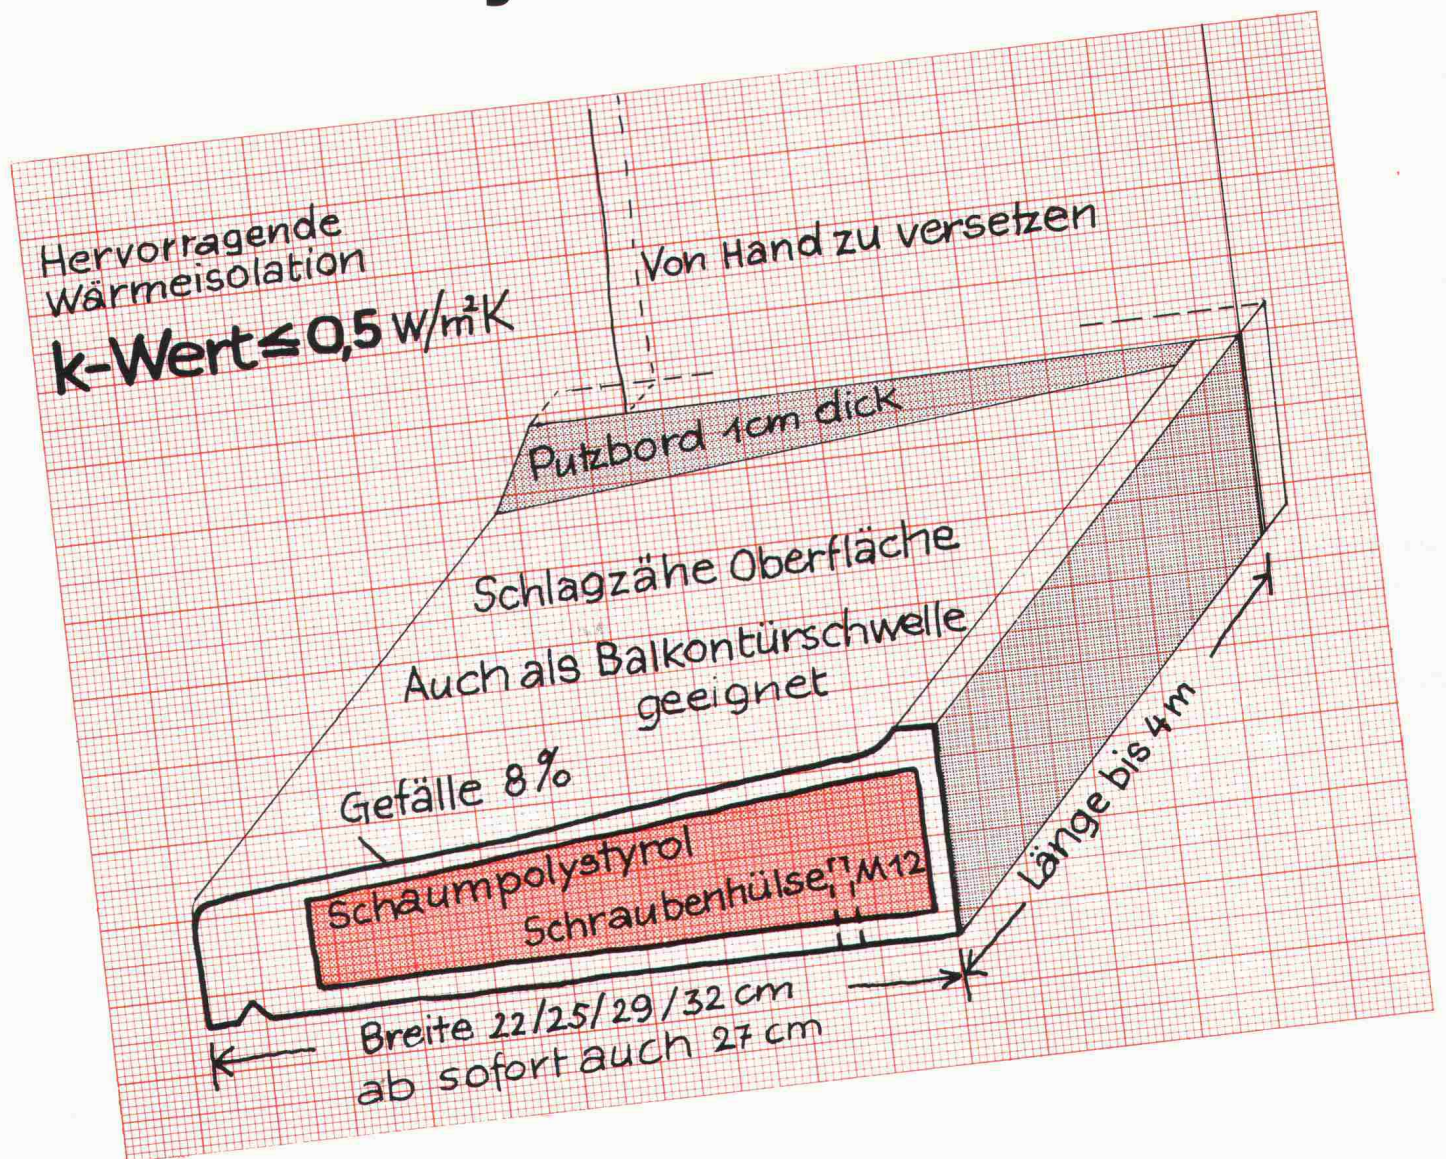 Hervorragende
Wärmeisolation
k-Wert ≤ 0,5 W/m²K
Von Hand zu versetzen
Putzbord 1cm dick
Schlagzähe Oberfläche
Auch als Balkontürschwelle
geeignet
Gefälle 8%
Schaumpolystyrol
Schraubenhülse M12
Länge bis 4m
Breite 22/25/29/32 cm
ab sofort auch 27 cm